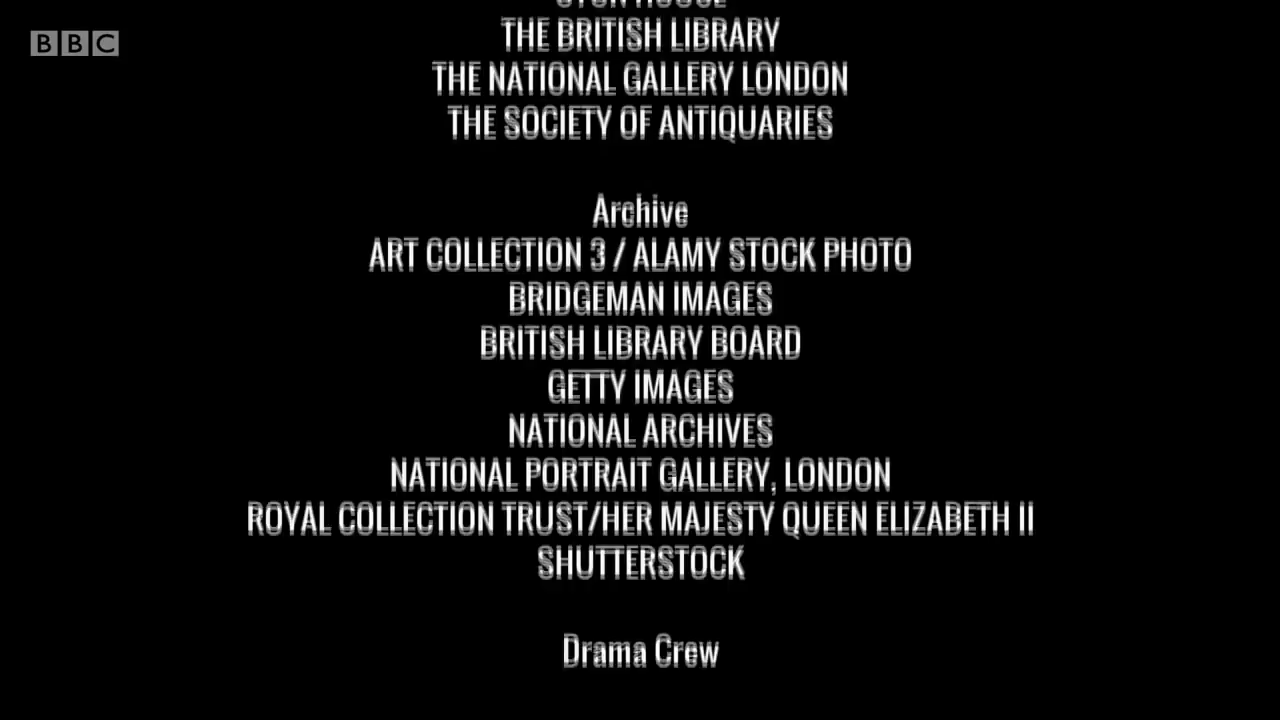 BBC
THE BRITISH LIBRARY
THE NATIONAL GALLERY LONDON
THE SOCIETY OF ANTIQUARIES
Archive
ART COLLECTION 3 / ALAMY STOCK PHOTO
BRIDGEMAN IMAGES
BRITISH LIBRARY BOARD
GETTY IMAGES
NATIONAL ARCHIVES
NATIONAL PORTRAIT GALLERY, LONDON
ROYAL COLLECTION TRUST/HER MAJESTY QUEEN ELIZABETH II
SHUTTERSTOCK
Drama Crew